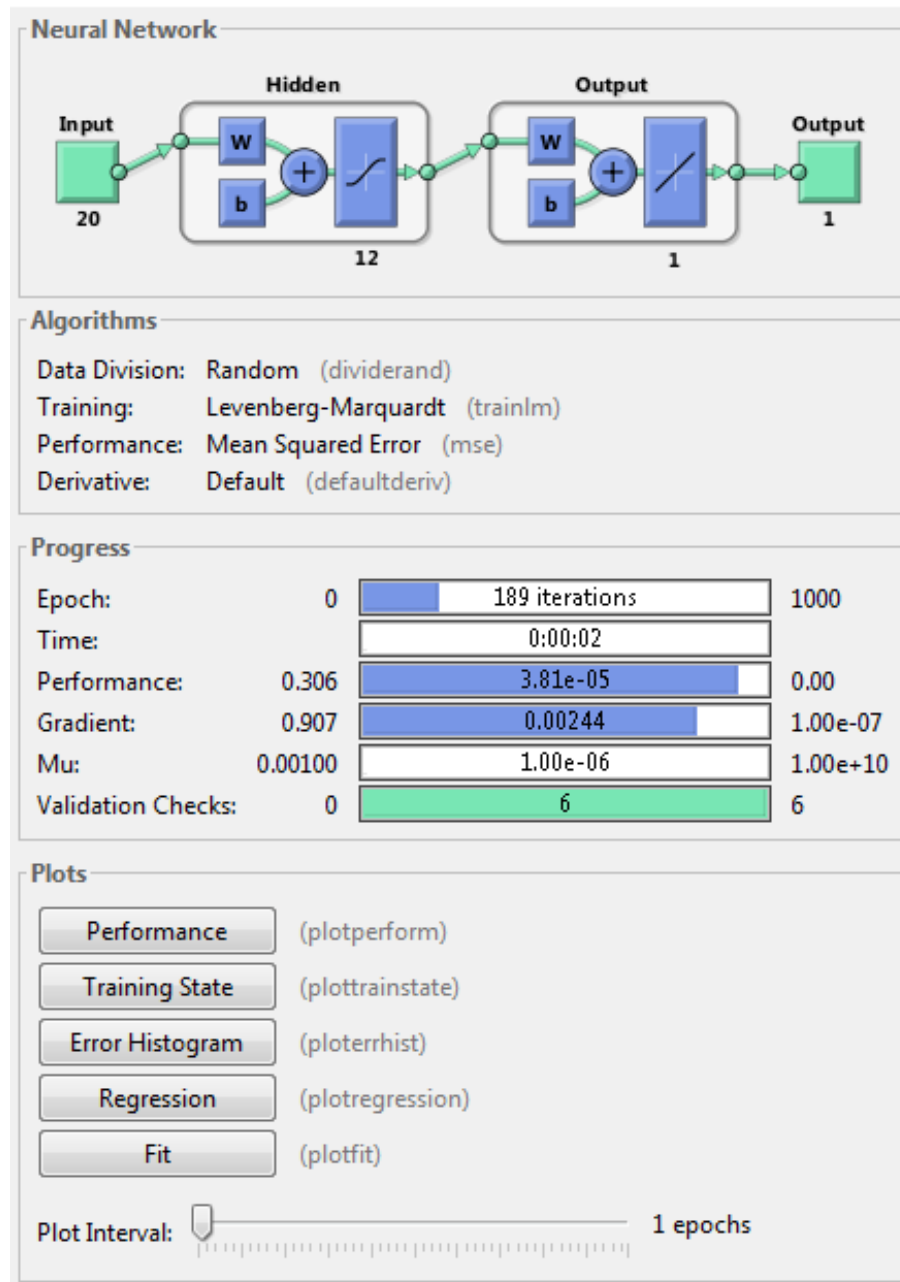 Neural Network
Hidden
Output
Input
Output
W
W
+
+
b
b
20
1
12
1
Algorithms
Data Division: Random (dividerand)
Training: Levenberg-Marquardt (trainlm)
Performance: Mean Squared Error (mse)
Derivative: Default (defaultderiv)
Progress
Epoch: 0 189 iterations 1000
Time: 0:00:02
Performance: 0.306 3.81e-05 0.00
Gradient: 0.907 0.00244 1.00e-07
Mu: 0.00100 1.00e-06 1.00e+10
Validation Checks: 0 6 6
Plots
Performance (plotperform)
Training State (plottrainstate)
Error Histogram (ploterrhist)
Regression (plotregression)
Fit (plotfit)
Plot Interval: 1 epochs